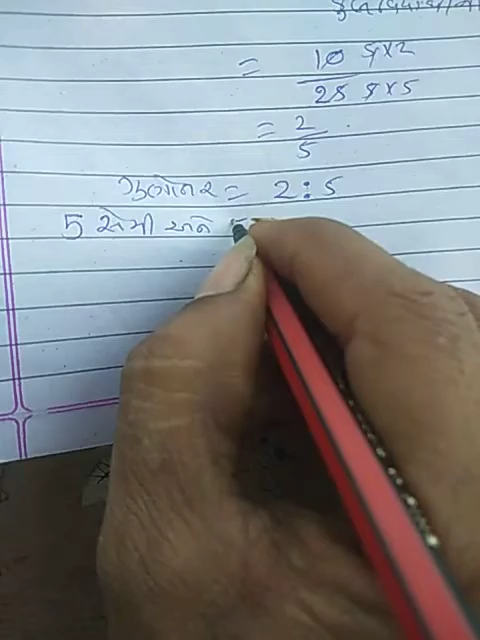 = 10 5×2
25 5×5
= 2
5
ગુણોત્તર = 2:5
5 સેમી અને